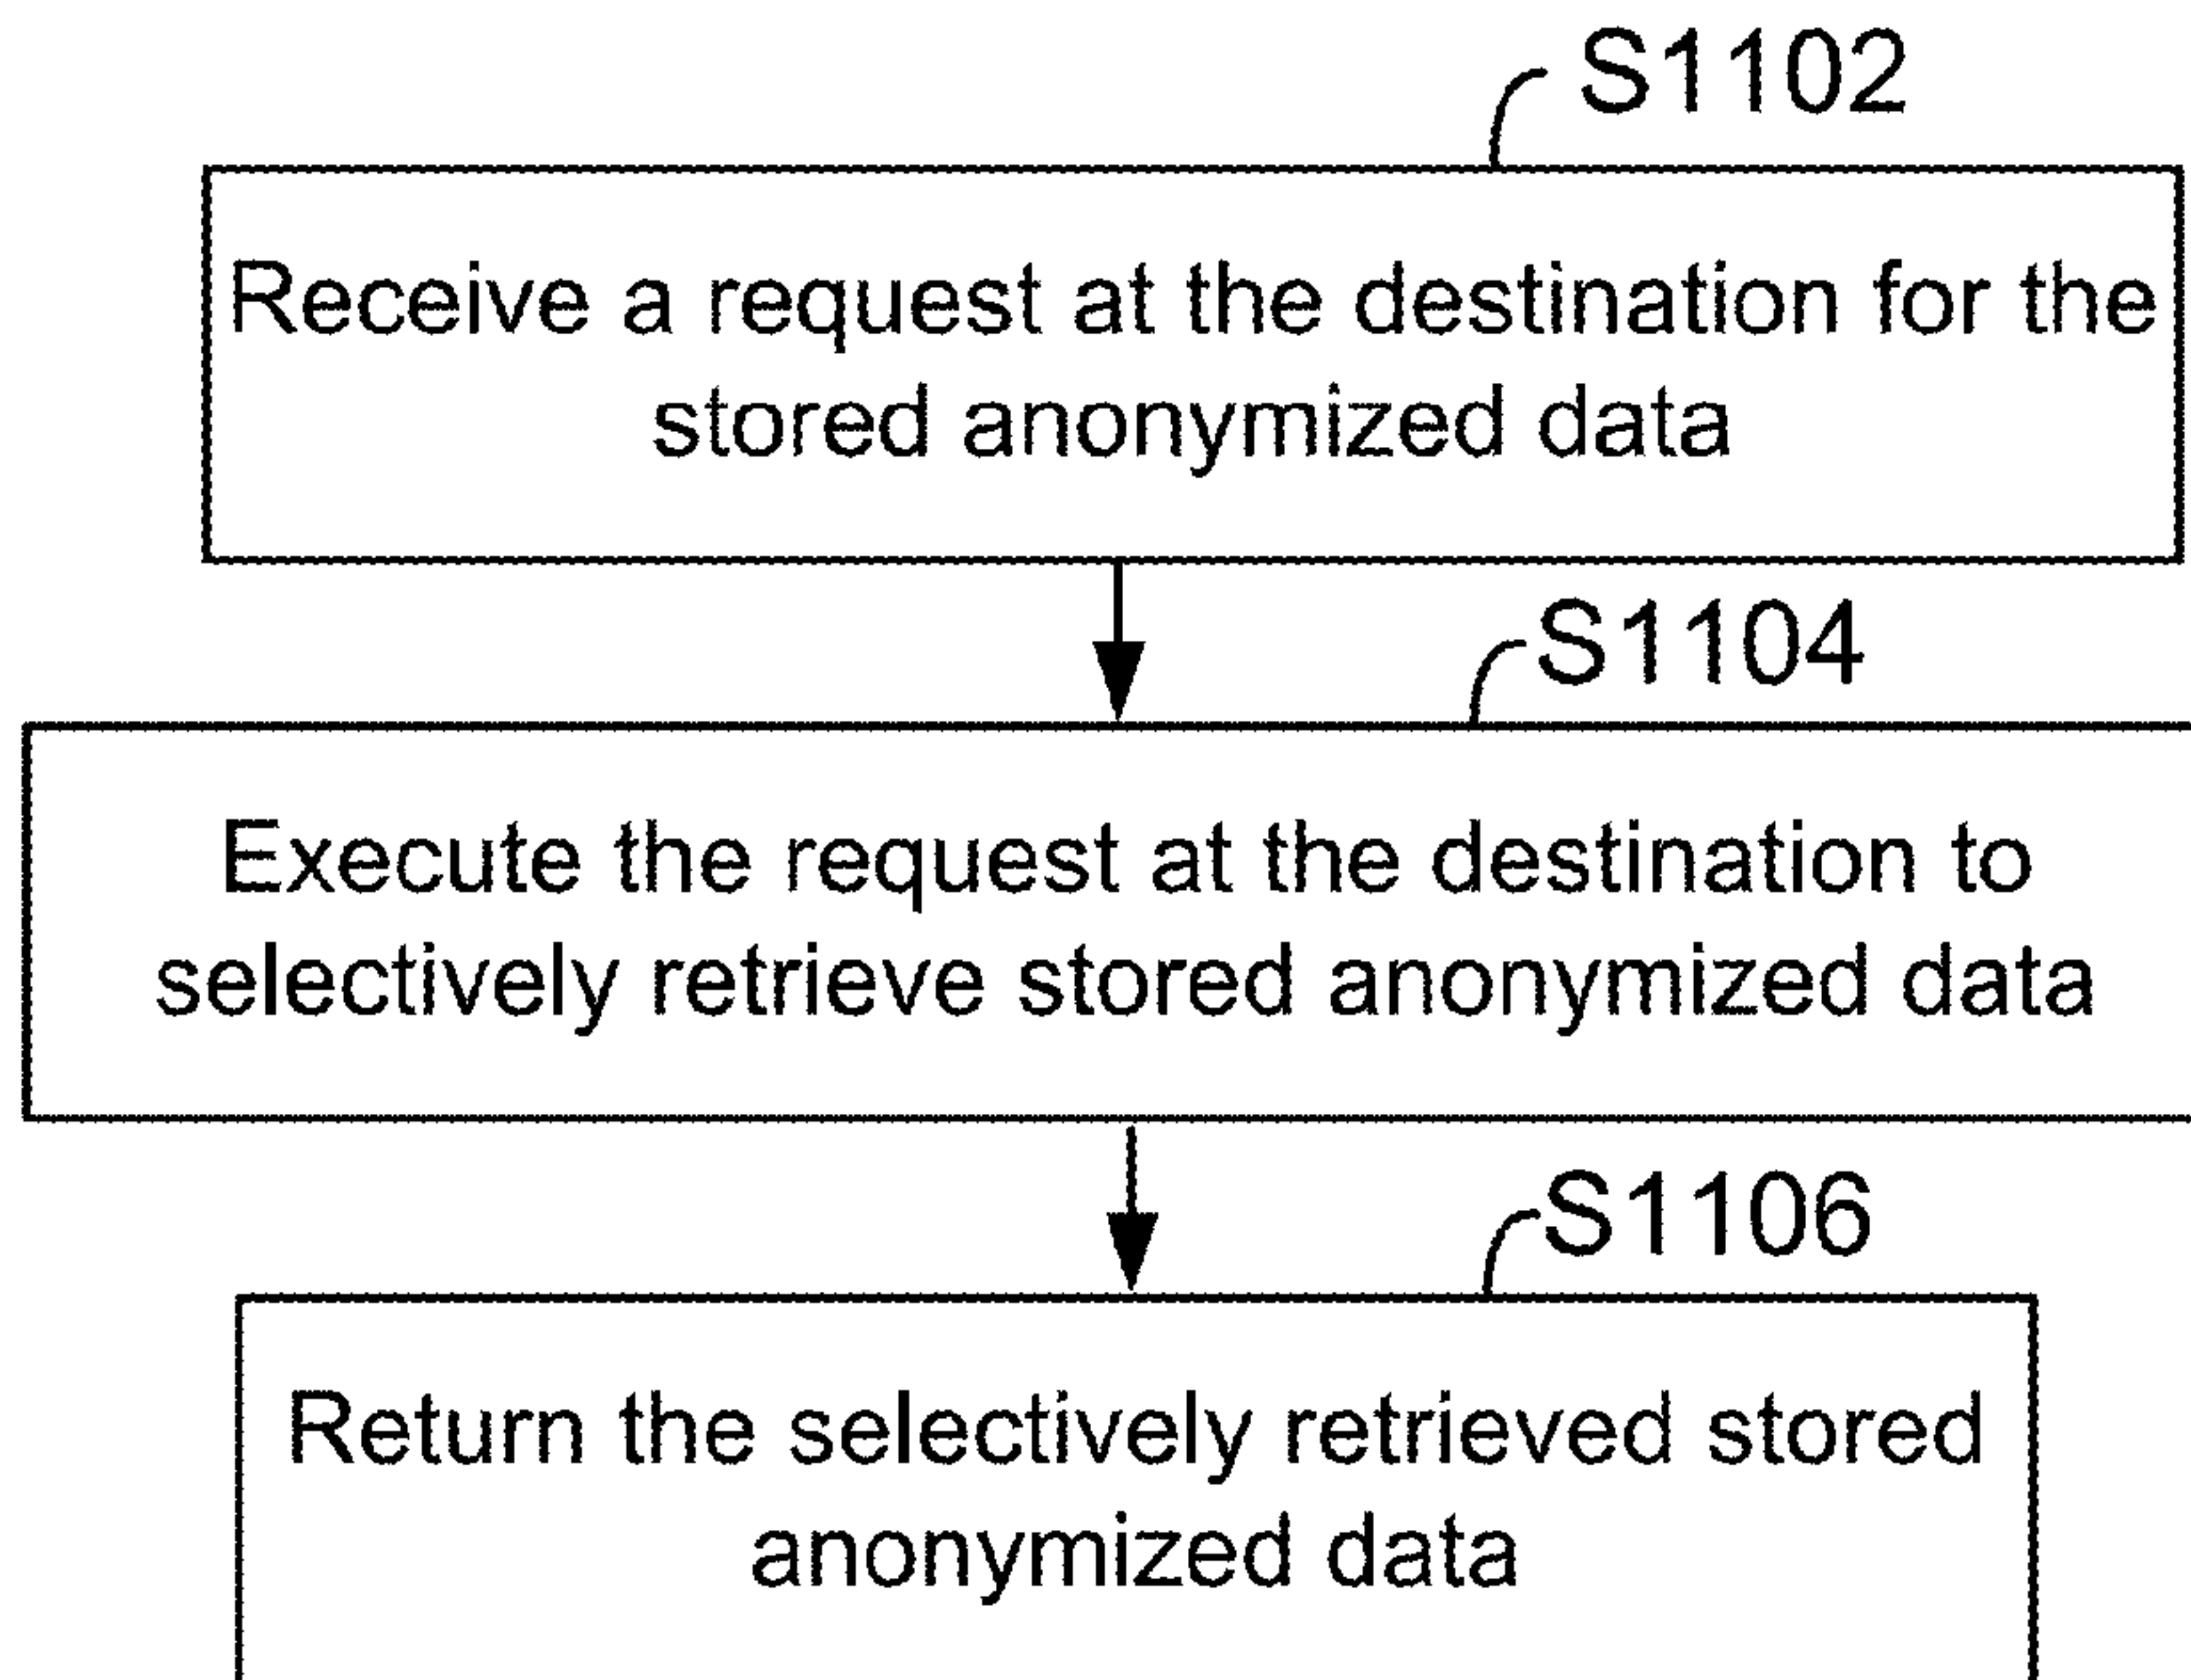 S1102
Receive a request at the destination for the
stored anonymized data
S1104
Execute the request at the destination to
selectively retrieve stored anonymized data
S1106
Return the selectively retrieved stored
anonymized data